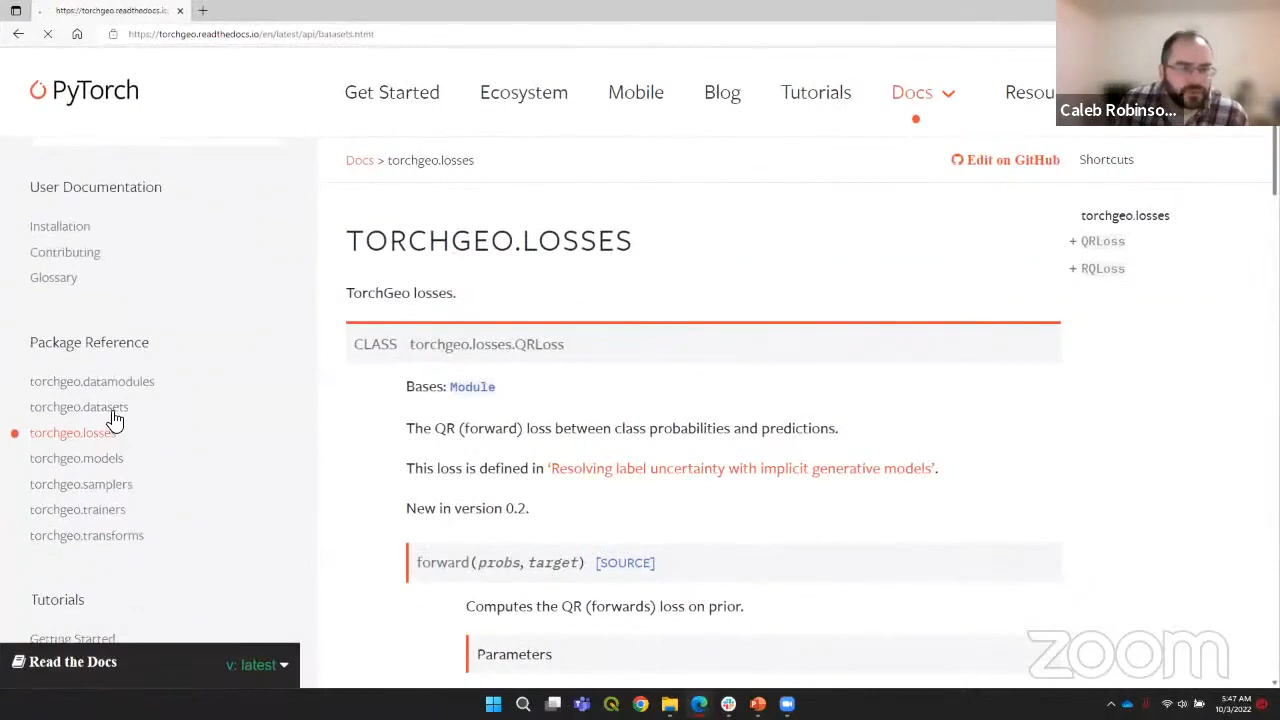 https://torchgeo.readthedocs.io
https://torchgeo.readthedocs.io/en/latest/api/datasets.html
PyTorch
Get Started
Ecosystem
Mobile
Blog
Tutorials
Docs
Resou
Caleb Robinso...
User Documentation
Installation
Contributing
Glossary
Package Reference
torchgeo.datamodules
torchgeo.datasets
torchgeo.losses
torchgeo.models
torchgeo.samplers
torchgeo.trainers
torchgeo.transforms
Tutorials
Getting Started
Read the Docs
v: latest
Docs > torchgeo.losses
Edit on GitHub
Shortcuts
TORCHGEO.LOSSES
TorchGeo losses.
CLASS torchgeo.losses.QRLoss
Bases: Module
The QR (forward) loss between class probabilities and predictions.
This loss is defined in ‘Resolving label uncertainty with implicit generative models’.
New in version 0.2.
forward(probs, target) [SOURCE]
Computes the QR (forwards) loss on prior.
Parameters
torchgeo.losses
+ QRLoss
+ RQLoss
zoom
5:47 AM
10/3/2022